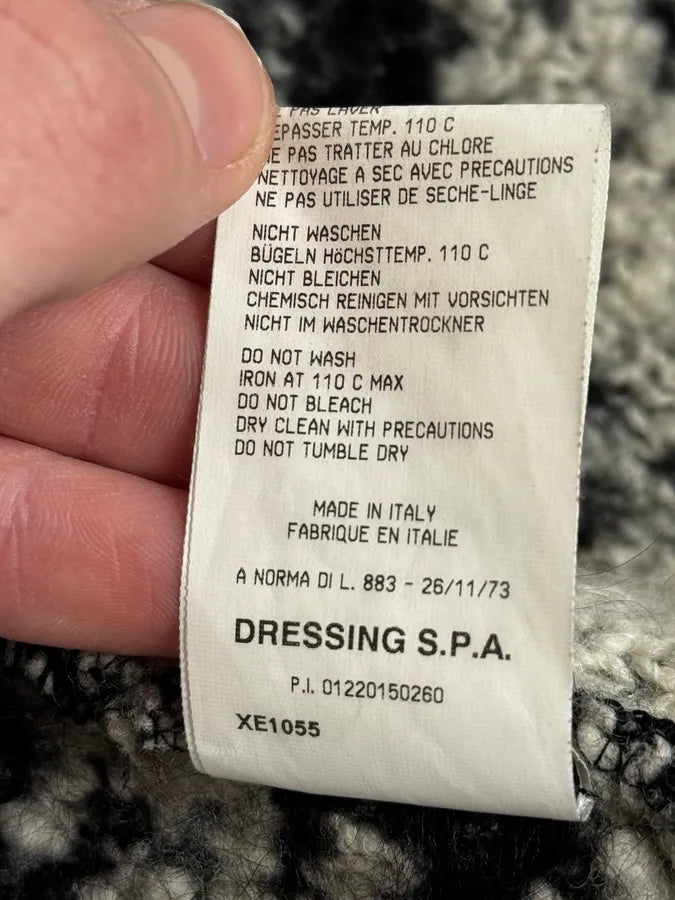 PAS LAVER
EPASSER TEMP. 110 C
NE PAS TRATTER AU CHLORE
NETTOYAGE A SEC AVEC PRECAUTIONS
NE PAS UTILISER DE SECHE-LINGE
NICHT WASCHEN
BÜGELN HöCHSTTEMP. 110 C
NICHT BLEICHEN
CHEMISCH REINIGEN MIT VORSICHTEN
NICHT IM WASCHENTROCKNER
DO NOT WASH
IRON AT 110 C MAX
DO NOT BLEACH
DRY CLEAN WITH PRECAUTIONS
DO NOT TUMBLE DRY
MADE IN ITALY
FABRIQUE EN ITALIE
A NORMA DI L. 883 - 26/11/73
DRESSING S.P.A.
P.I. 01220150260
XE1055